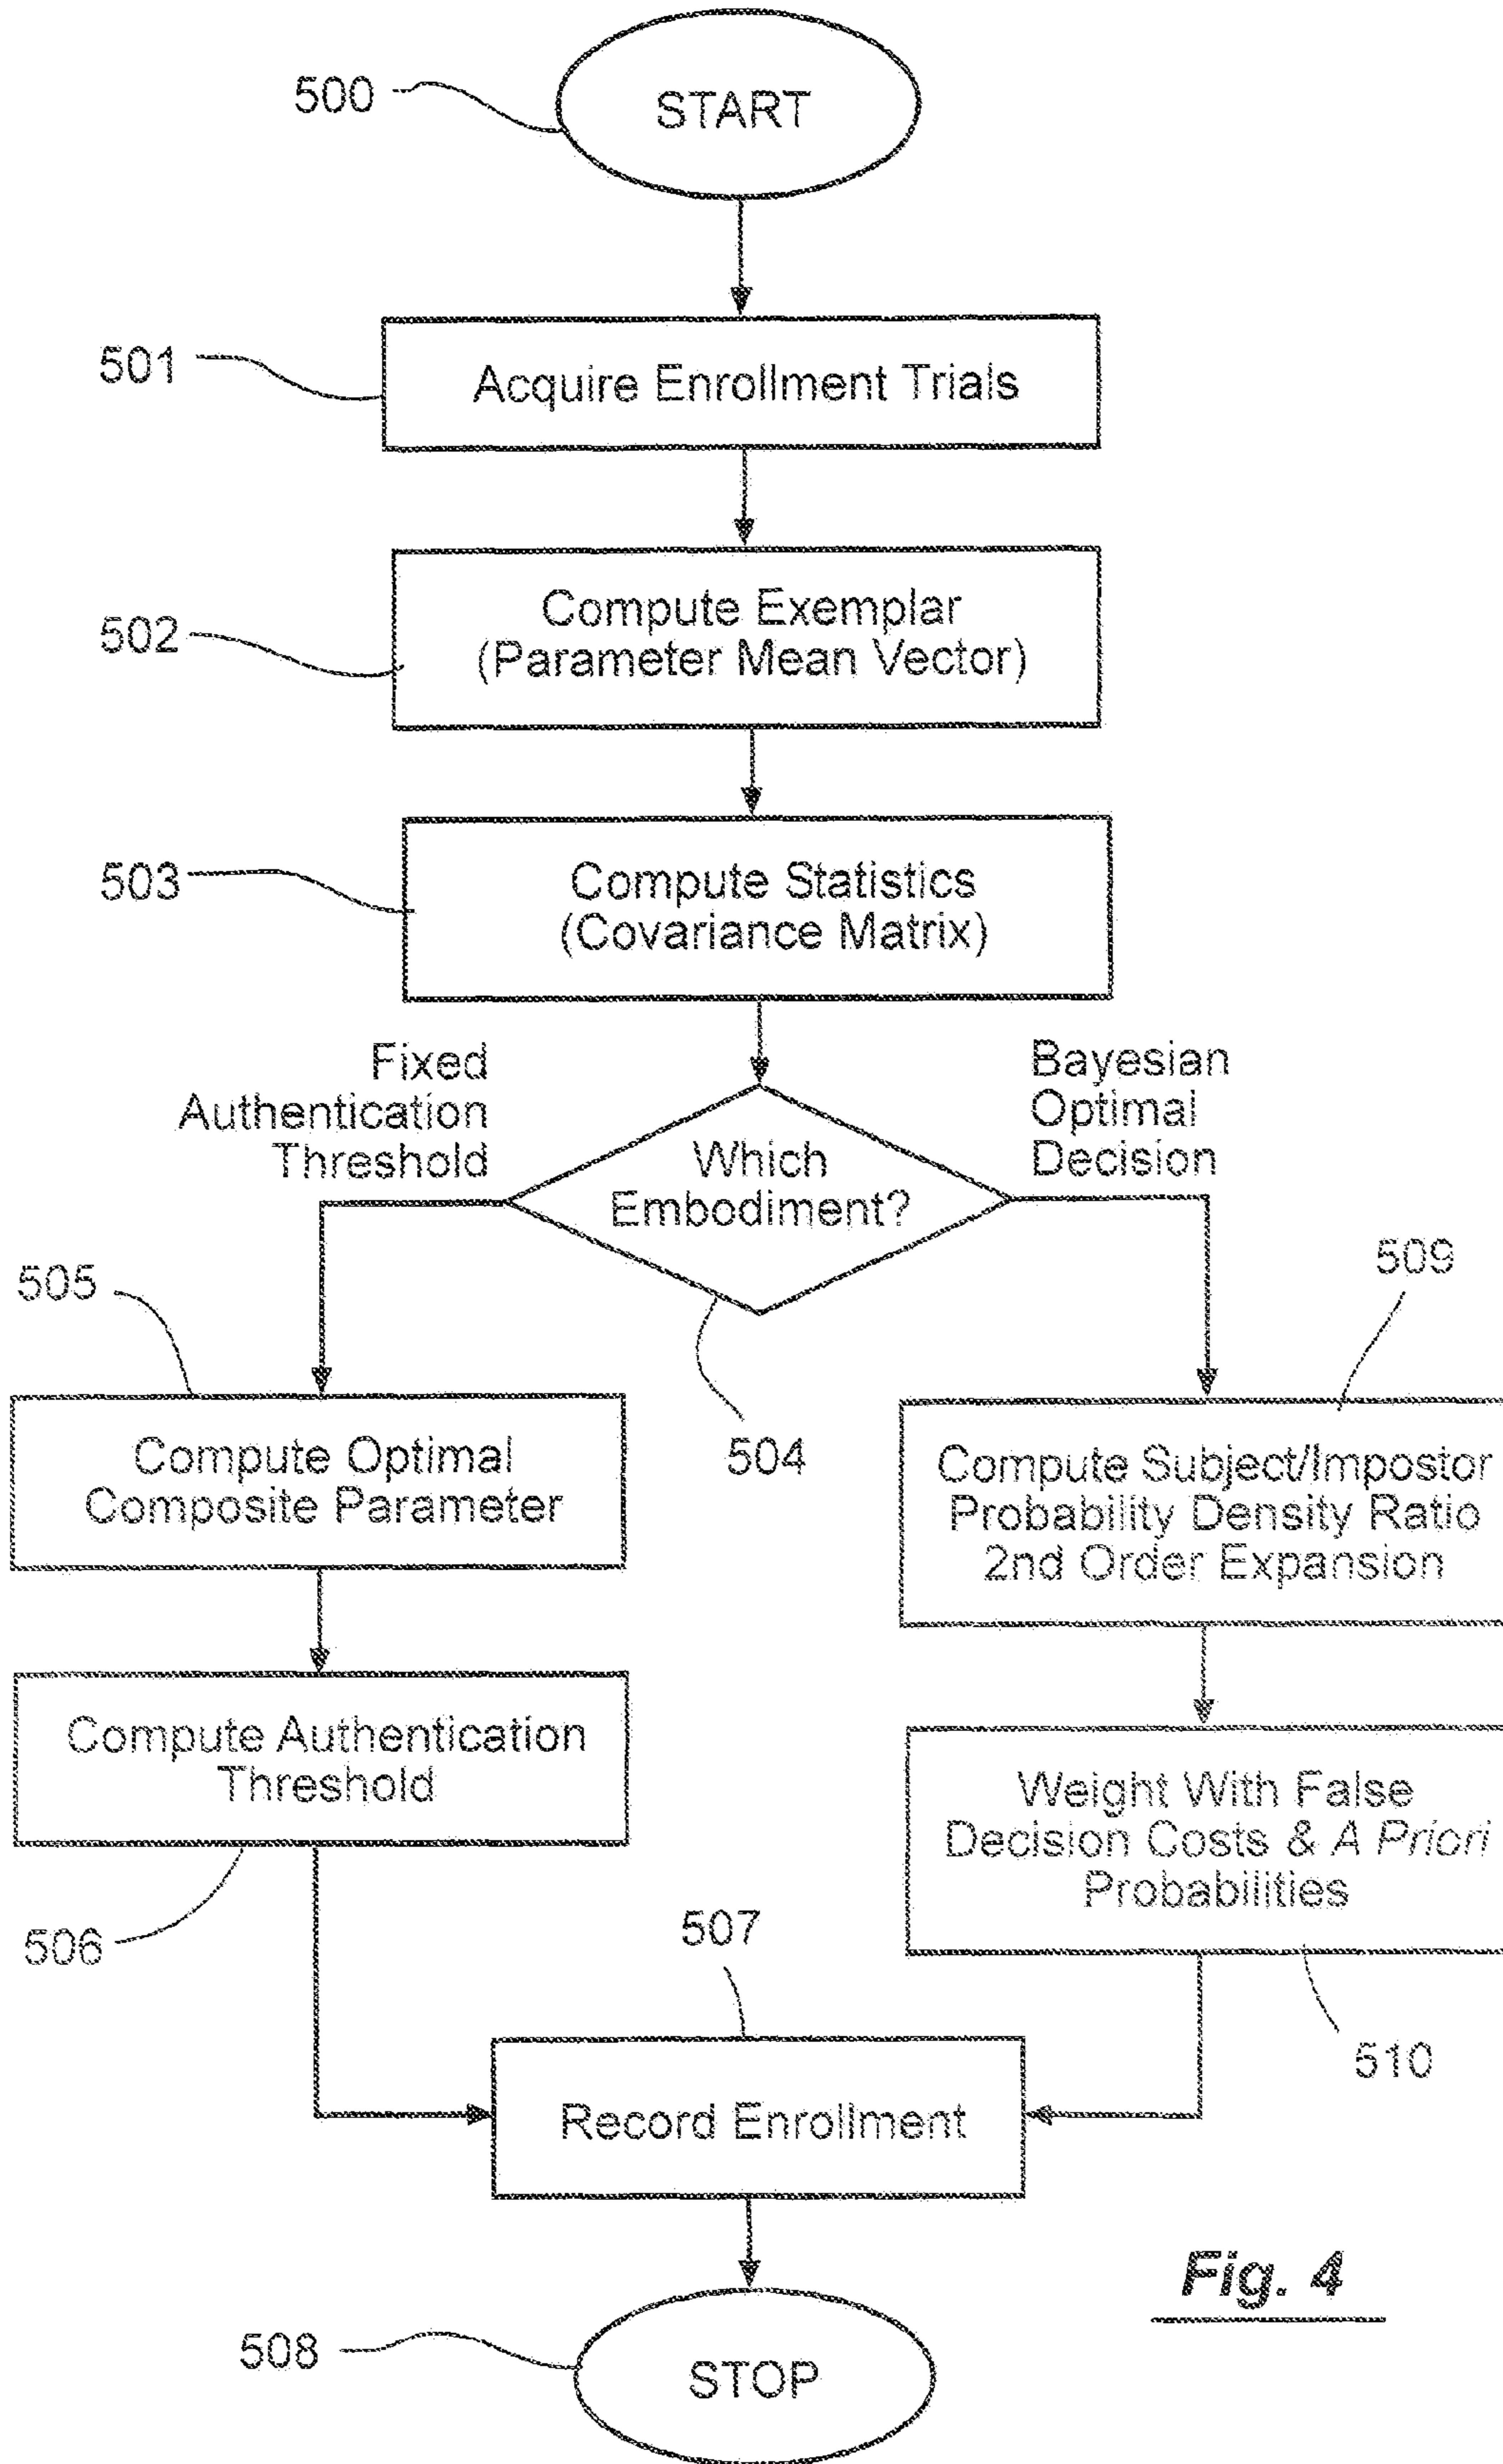 500
START
501
Acquire Enrollment Trials
502
Compute Exemplar
(Parameter Mean Vector)
503
Compute Statistics
(Covariance Matrix)
Fixed
Authentication
Threshold
Bayesian
Optimal
Decision
Which
Embodiment?
505
509
504
Compute Optimal
Composite Parameter
Compute Subject/Impostor
Probability Density Ratio
2nd Order Expansion
Compute Authentication
Threshold
Weight With False
Decision Costs & A Priori
Probabilities
506
507
510
Record Enrollment
Fig. 4
508
STOP